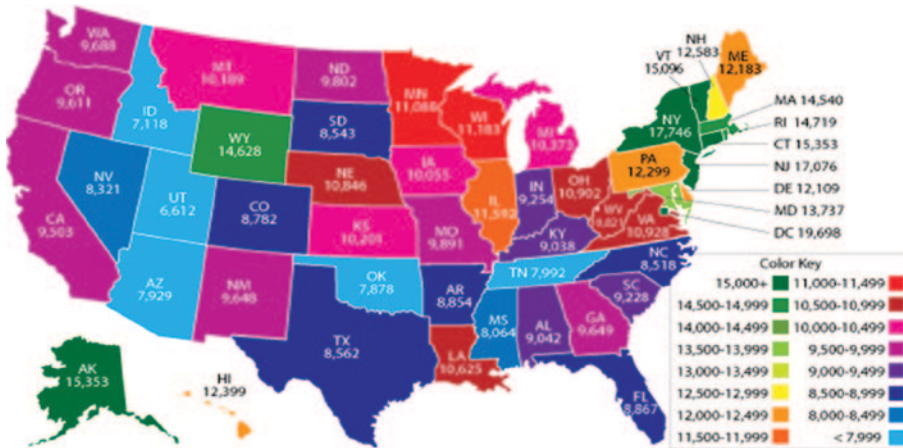 WA
9,688
OR
9,611
CA
9,503
NV
8,321
ID
7,118
UT
6,612
AZ
7,929
MT
10,189
WY
14,628
CO
8,782
NM
9,648
ND
9,802
SD
8,543
NE
10,846
KS
10,201
OK
7,878
TX
8,562
MN
11,088
IA
10,055
MO
9,891
AR
8,854
LA
10,625
WI
11,183
IL
11,592
MI
10,373
IN
9,254
OH
10,902
KY
9,038
TN 7,992
MS
8,064
AL
9,042
GA
9,649
FL
8,867
SC
9,228
NC
8,518
VA
10,928
WV
PA
12,299
NY
17,746
VT
15,096
NH
12,583
ME
12,183
MA 14,540
RI 14,719
CT 15,353
NJ 17,076
DE 12,109
MD 13,737
DC 19,698
AK
15,353
HI
12,399
Color Key
15,000+ 11,000-11,499
14,500-14,999 10,500-10,999
14,000-14,499 10,000-10,499
13,500-13,999 9,500-9,999
13,000-13,499 9,000-9,499
12,500-12,999 8,500-8,999
12,000-12,499 8,000-8,499
11,500-11,999 < 7,999